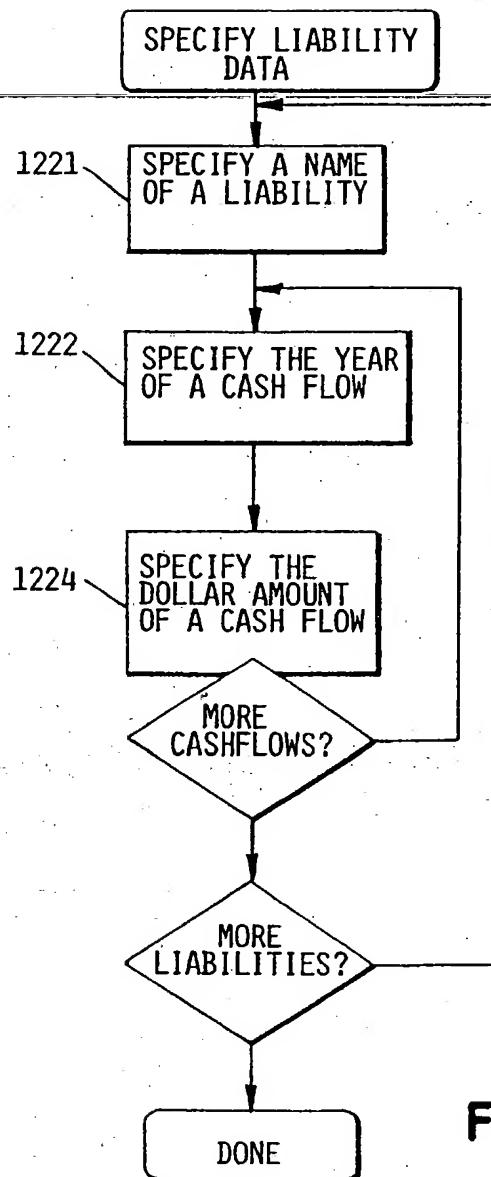 SPECIFY LIABILITY
DATA
1221
SPECIFY A NAME
OF A LIABILITY
1222
SPECIFY THE YEAR
OF A CASH FLOW
1224
SPECIFY THE
DOLLAR AMOUNT
OF A CASH FLOW
MORE
CASHFLOWS?
MORE
LIABILITIES?
DONE
F